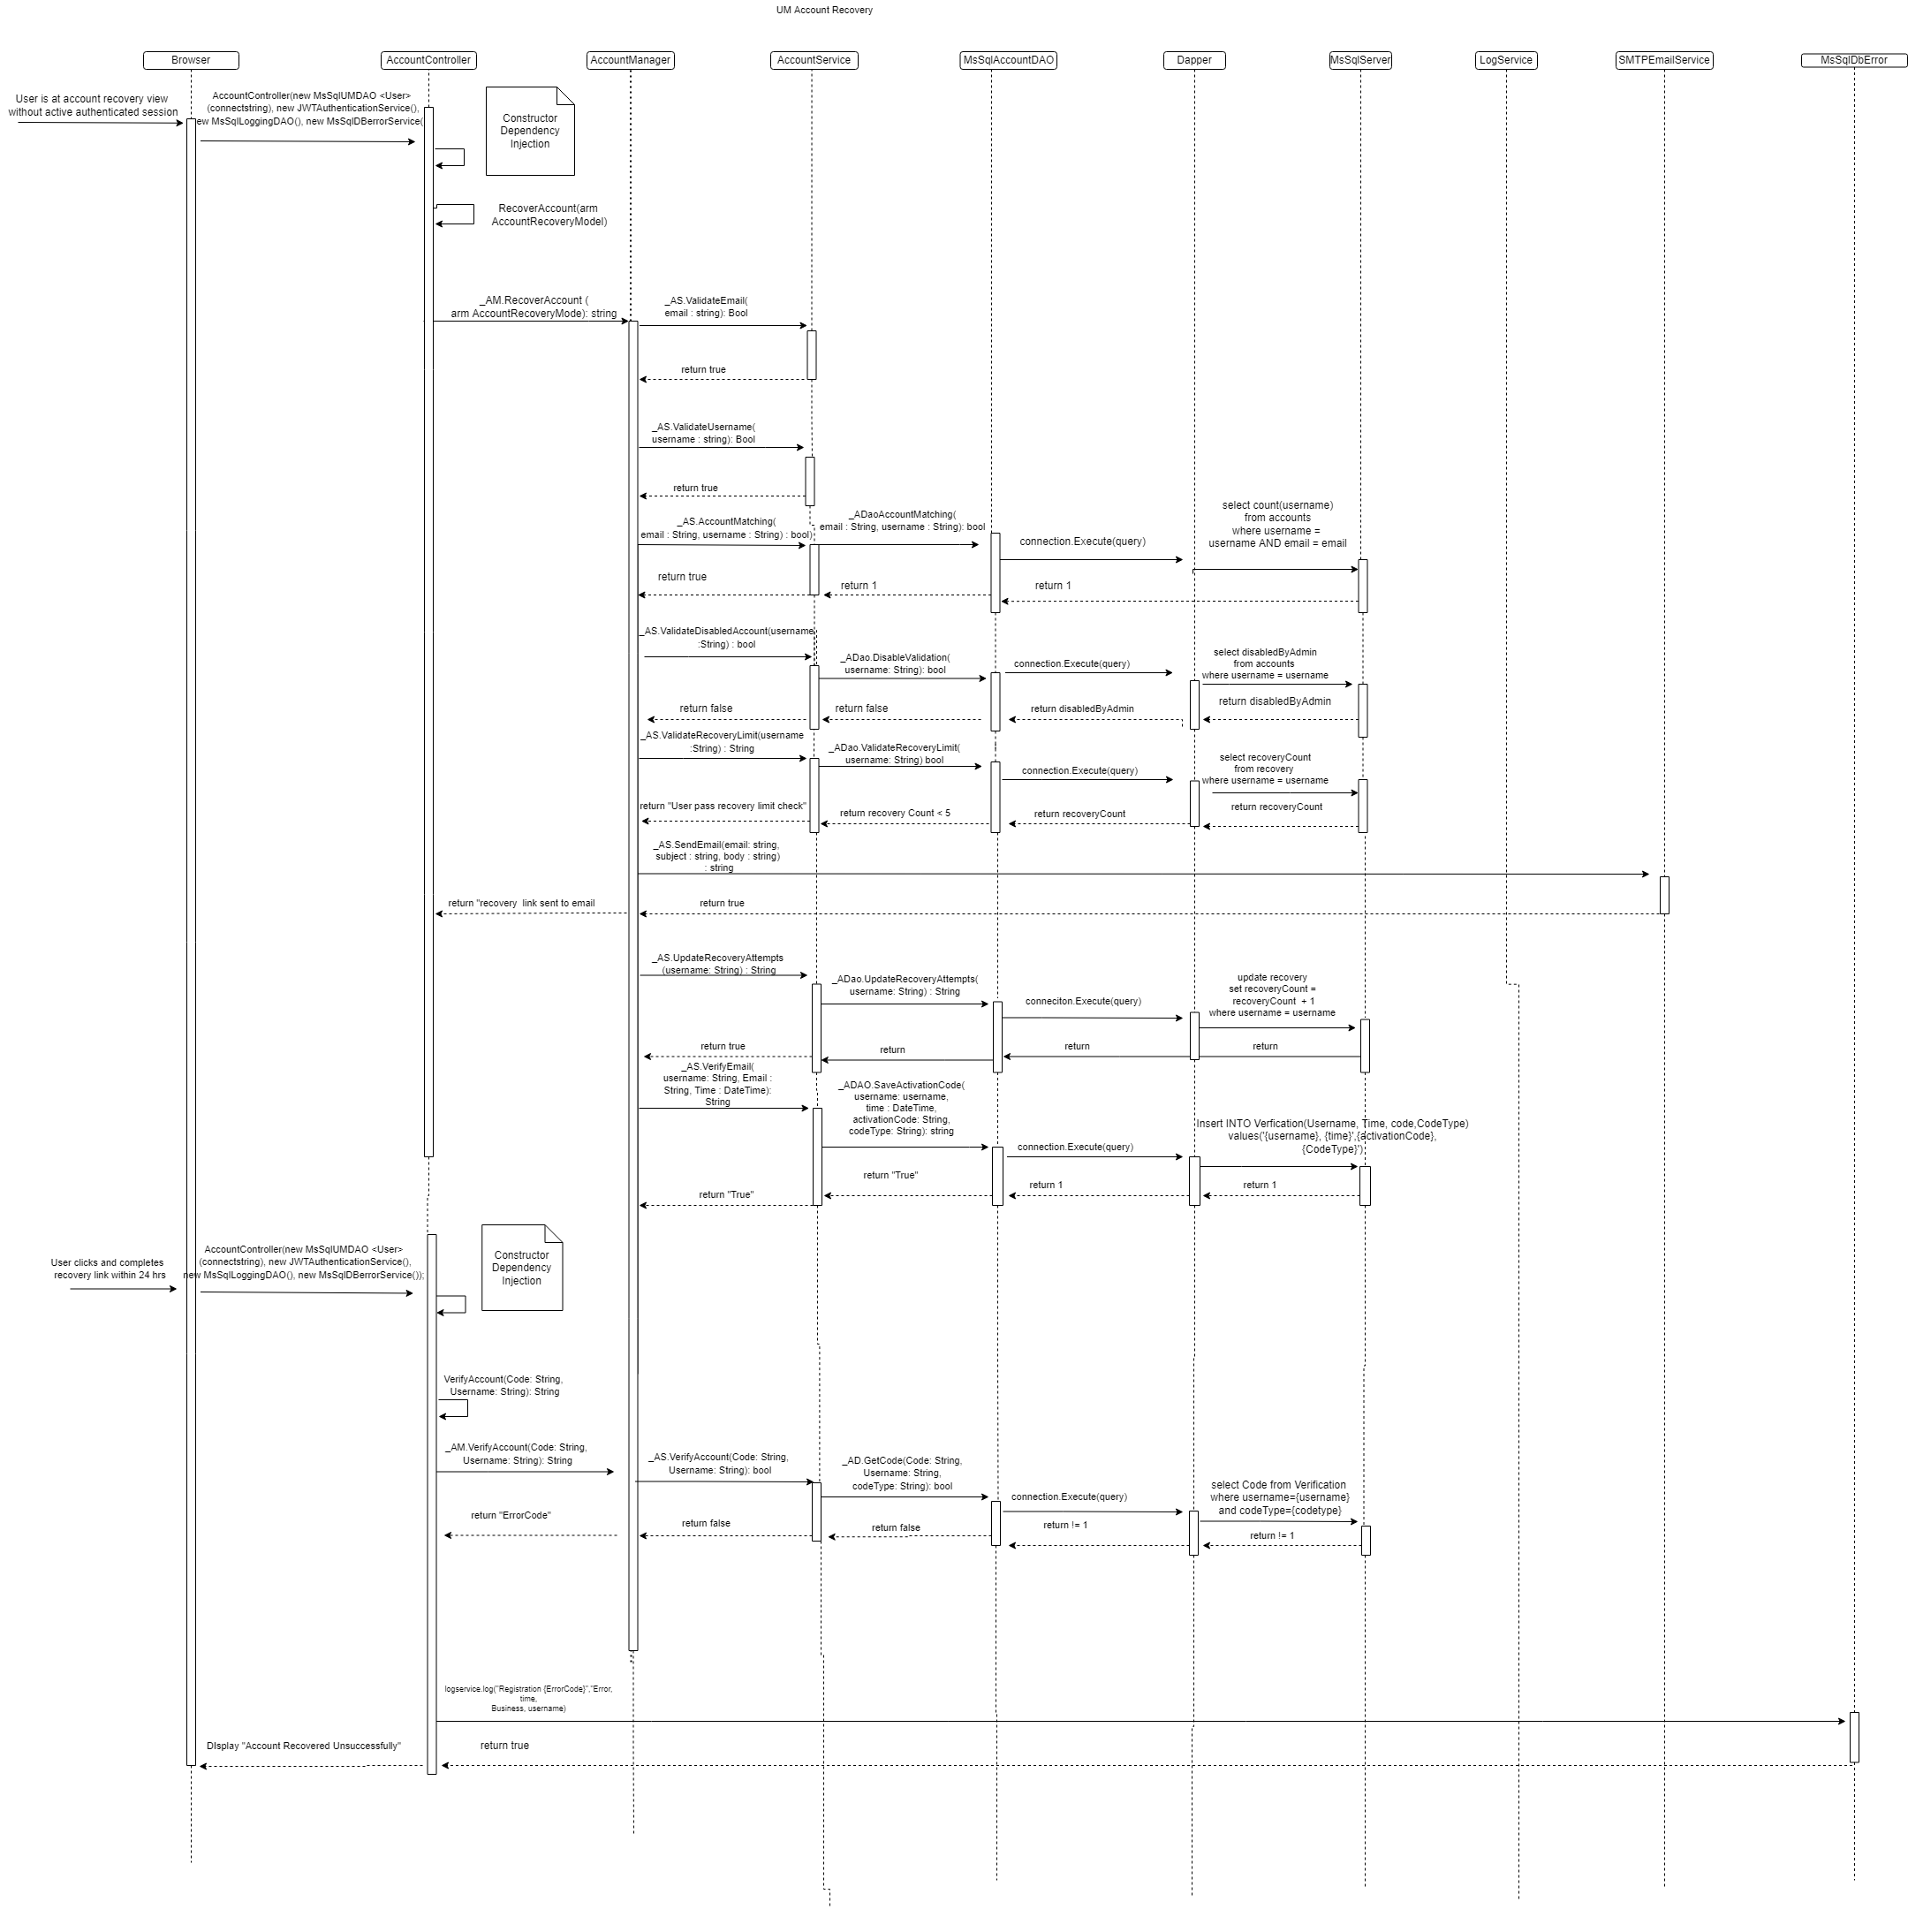 UM Account Recovery
Browser
AccountController
AccountManager
AccountService
MsSqlAccountDAO
Dapper
MsSqlServer
LogService
SMTPEmailService
MsSqlDbError
User is at account recovery view
without active authenticated session
AccountController(new MsSqlUMDAO <User>
(connectstring), new JWTAuthenticationService(),
ew MsSqlLoggingDAO(), new MsSqlDBerrorService(
Constructor
Dependency
Injection
RecoverAccount(arm
AccountRecoveryModel)
_AM.RecoverAccount (
arm AccountRecoveryMode): string
_AS.ValidateEmail(
email : string): Bool
return true
_AS.ValidateUsername(
username : string): Bool
return true
_AS.AccountMatching(
email : String, username : String) : bool)
_ADaoAccountMatching(
email : String, username : String): bool
connection.Execute(query)
select count(username)
from accounts
where username =
username AND email = email
return true
return 1
return 1
_AS.ValidateDisabledAccount(username
:String) : bool
_ADao.DisableValidation(
username: String): bool
connection.Execute(query)
select disabledByAdmin
from accounts
where username = username
return false
return false
return disabledByAdmin
return disabledByAdmin
_AS.ValidateRecoveryLimit(username
:String) : String
_ADao.ValidateRecoveryLimit(
username: String) bool
connection.Execute(query)
select recoveryCount
from recovery
where username = username
return "User pass recovery limit check"
return recovery Count < 5
return recoveryCount
return recoveryCount
_AS.SendEmail(email: string,
subject : string, body : string)
: string
return "recovery  link sent to email
return true
_AS.UpdateRecoveryAttempts
(username: String) : String
_ADao.UpdateRecoveryAttempts(
username: String) : String
conneciton.Execute(query)
update recovery
set recoveryCount =
recoveryCount  + 1
where username = username
return true
return
return
return
_AS.VerifyEmail(
username: String, Email :
String, Time : DateTime):
String
_ADAO.SaveActivationCode(
username: username,
time : DateTime,
activationCode: String,
codeType: String): string
connection.Execute(query)
Insert INTO Verfication(Username, Time, code,CodeType)
values('{username}, {time}',{activationCode},
{CodeType}')
return "True"
return "True"
return 1
return 1
User clicks and completes
recovery link within 24 hrs
AccountController(new MsSqlUMDAO <User>
(connectstring), new JWTAuthenticationService(),
new MsSqlLoggingDAO(), new MsSqlDBerrorService());
Constructor
Dependency
Injection
VerifyAccount(Code: String,
Username: String): String
_AM.VerifyAccount(Code: String,
Username: String): String
_AS.VerifyAccount(Code: String,
Username: String): bool
_AD.GetCode(Code: String,
Username: String,
codeType: String): bool
connection.Execute(query)
select Code from Verification
where username={username}
and codeType={codetype}
return "ErrorCode"
return false
return false
return != 1
return != 1
logservice.log("Registration {ErrorCode}","Error,
time,
Business, username)
DIsplay "Account Recovered Unsuccessfully"
return true